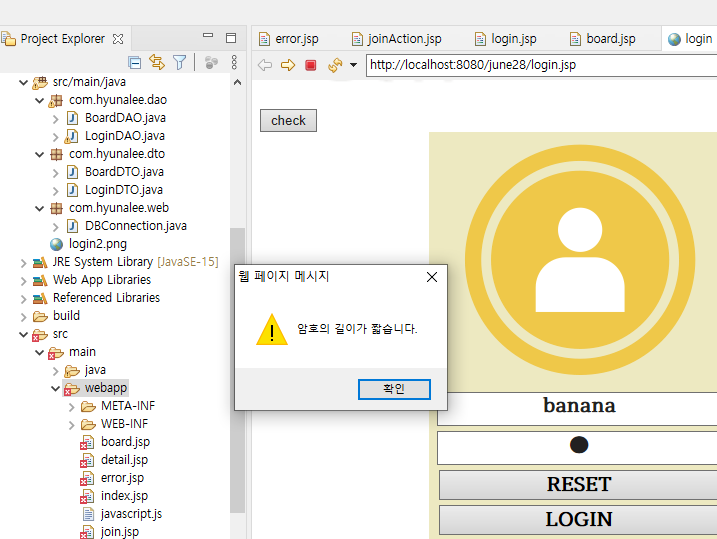 Project Explorer
error.jsp
joinAction.jsp
login.jsp
board.jsp
login
http://localhost:8080/june28/login.jsp
src/main/java
com.hyunalee.dao
BoardDAO.java
LoginDAO.java
com.hyunalee.dto
BoardDTO.java
LoginDTO.java
com.hyunalee.web
DBConnection.java
login2.png
JRE System Library [JavaSE-15]
Web App Libraries
Referenced Libraries
build
src
main
java
webapp
META-INF
WEB-INF
board.jsp
detail.jsp
error.jsp
index.jsp
javascript.js
join.jsp
check
웹 페이지 메시지
암호의 길이가 짧습니다.
확인
banana
RESET
LOGIN